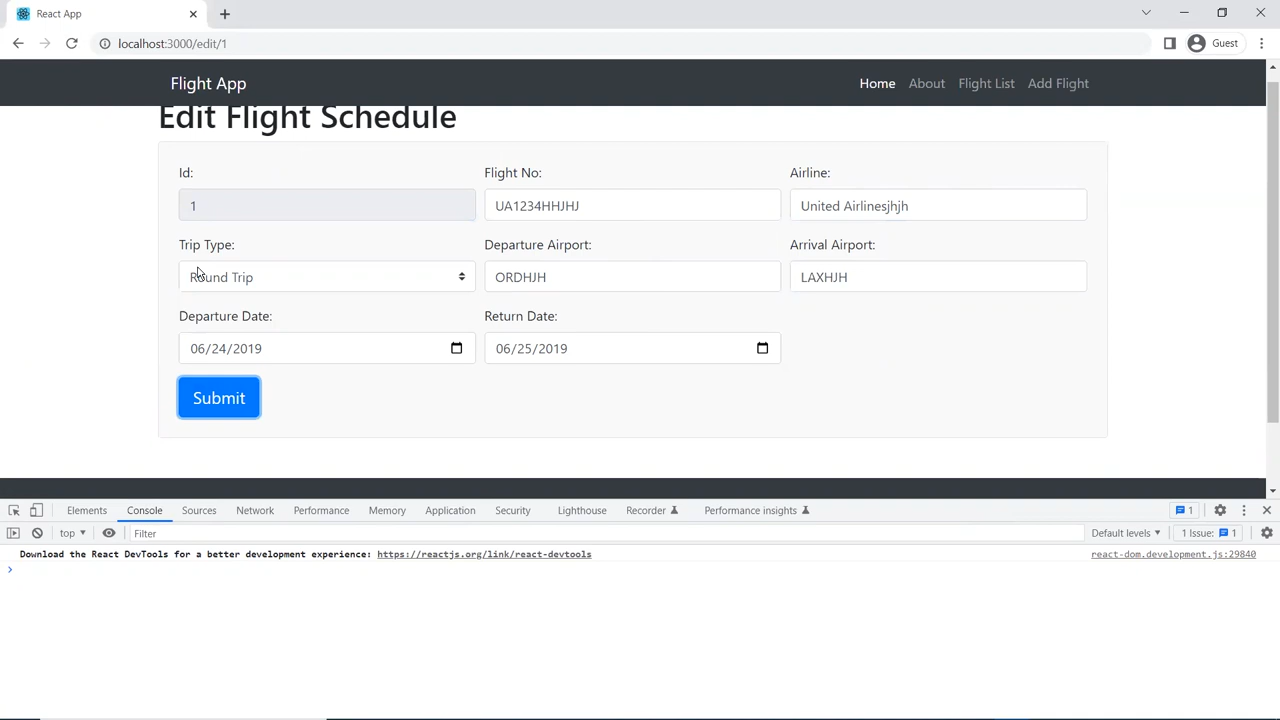 React App
localhost:3000/edit/1
Guest
Flight App
Home About Flight List Add Flight
Edit Flight Schedule
Id: Flight No: Airline:
1 UA1234HHJHJ United Airlinesjhjh
Trip Type: Departure Airport: Arrival Airport:
Round Trip ORDHJH LAXHJH
Departure Date: Return Date:
06/24/2019 06/25/2019
Submit
Elements Console Sources Network Performance Memory Application Security Lighthouse Recorder Performance insights 1
top Filter Default levels 1 Issue: 1
Download the React DevTools for a better development experience: https://reactjs.org/link/react-devtools react-dom.development.js:29840